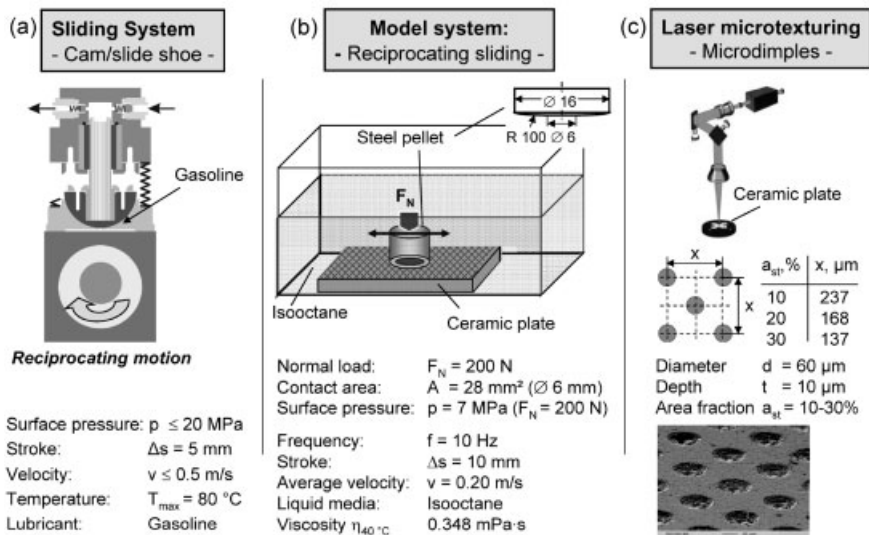 (a)
Sliding System
- Cam/slide shoe -
Gasoline
Reciprocating motion
Surface pressure: p ≤ 20 MPa
Stroke: Δs = 5 mm
Velocity: v ≤ 0.5 m/s
Temperature: Tmax = 80 °C
Lubricant: Gasoline
(b)
Model system:
- Reciprocating sliding -
Ø 16
R 100 Ø 6
Steel pellet
FN
Isooctane
Ceramic plate
Normal load: FN = 200 N
Contact area: A = 28 mm² (Ø 6 mm)
Surface pressure: p = 7 MPa (FN = 200 N)
Frequency: f = 10 Hz
Stroke: Δs = 10 mm
Average velocity: v = 0.20 m/s
Liquid media: Isooctane
Viscosity η40 °C 0.348 mPa·s
(c)
Laser microtexturing
- Microdimples -
Ceramic plate
x
x
ast,% x, µm
10 237
20 168
30 137
Diameter d = 60 µm
Depth t = 10 µm
Area fraction ast = 10-30%